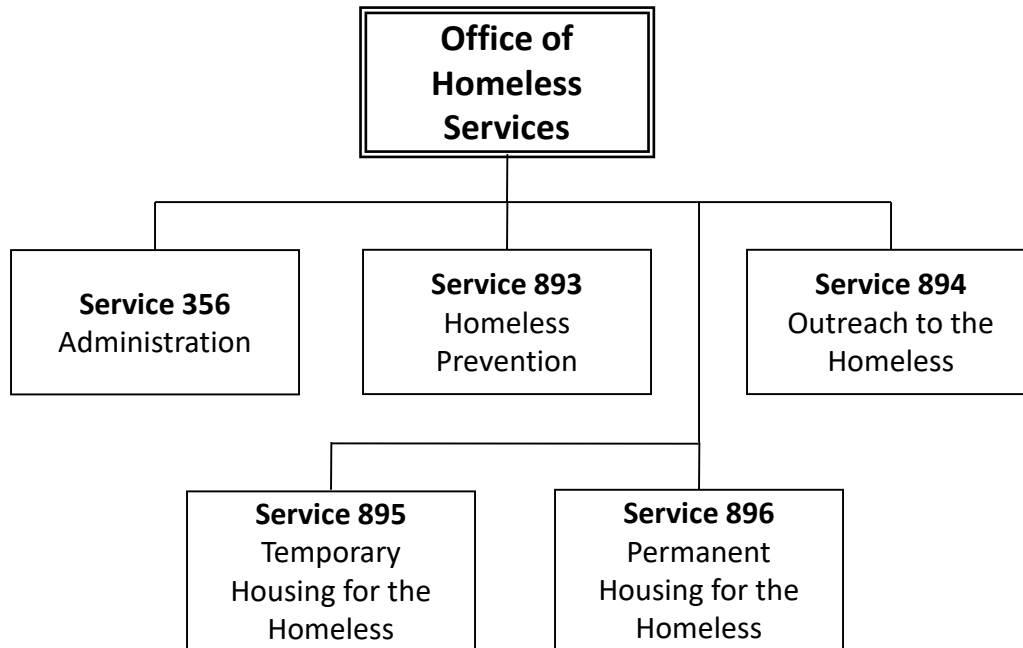 Office of
Homeless
Services
Service 356
Administration
Service 893
Homeless
Prevention
Service 894
Outreach to the
Homeless
Service 895
Temporary
Housing for the
Homeless
Service 896
Permanent
Housing for the
Homeless